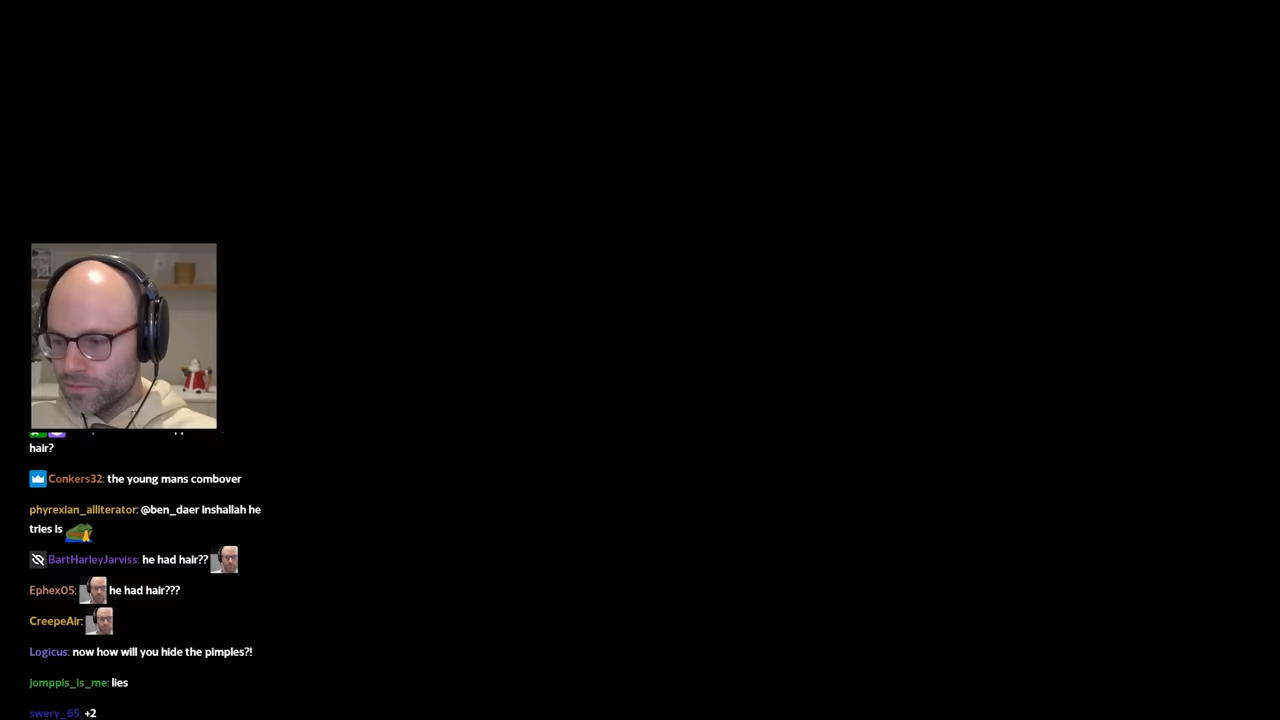 hair?
Conkers32: the young mans combover
phyrexian_alliterator: @ben_daer inshallah he
tries is
BartHarleyJarviss: he had hair??
Ephex05: he had hair???
CreepeAir:
Logicus: now how will you hide the pimples?!
jomppis_is_me: lies
swery_65: +2